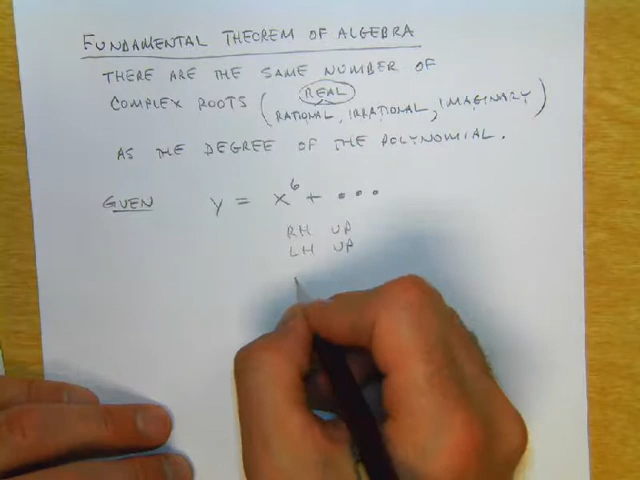 FUNDAMENTAL THEOREM OF ALGEBRA
THERE ARE THE SAME NUMBER OF
REAL
COMPLEX ROOTS (RATIONAL, IRRATIONAL, IMAGINARY)
AS THE DEGREE OF THE POLYNOMIAL.
GIVEN y = x⁶ + •••
RH UP
LH UP